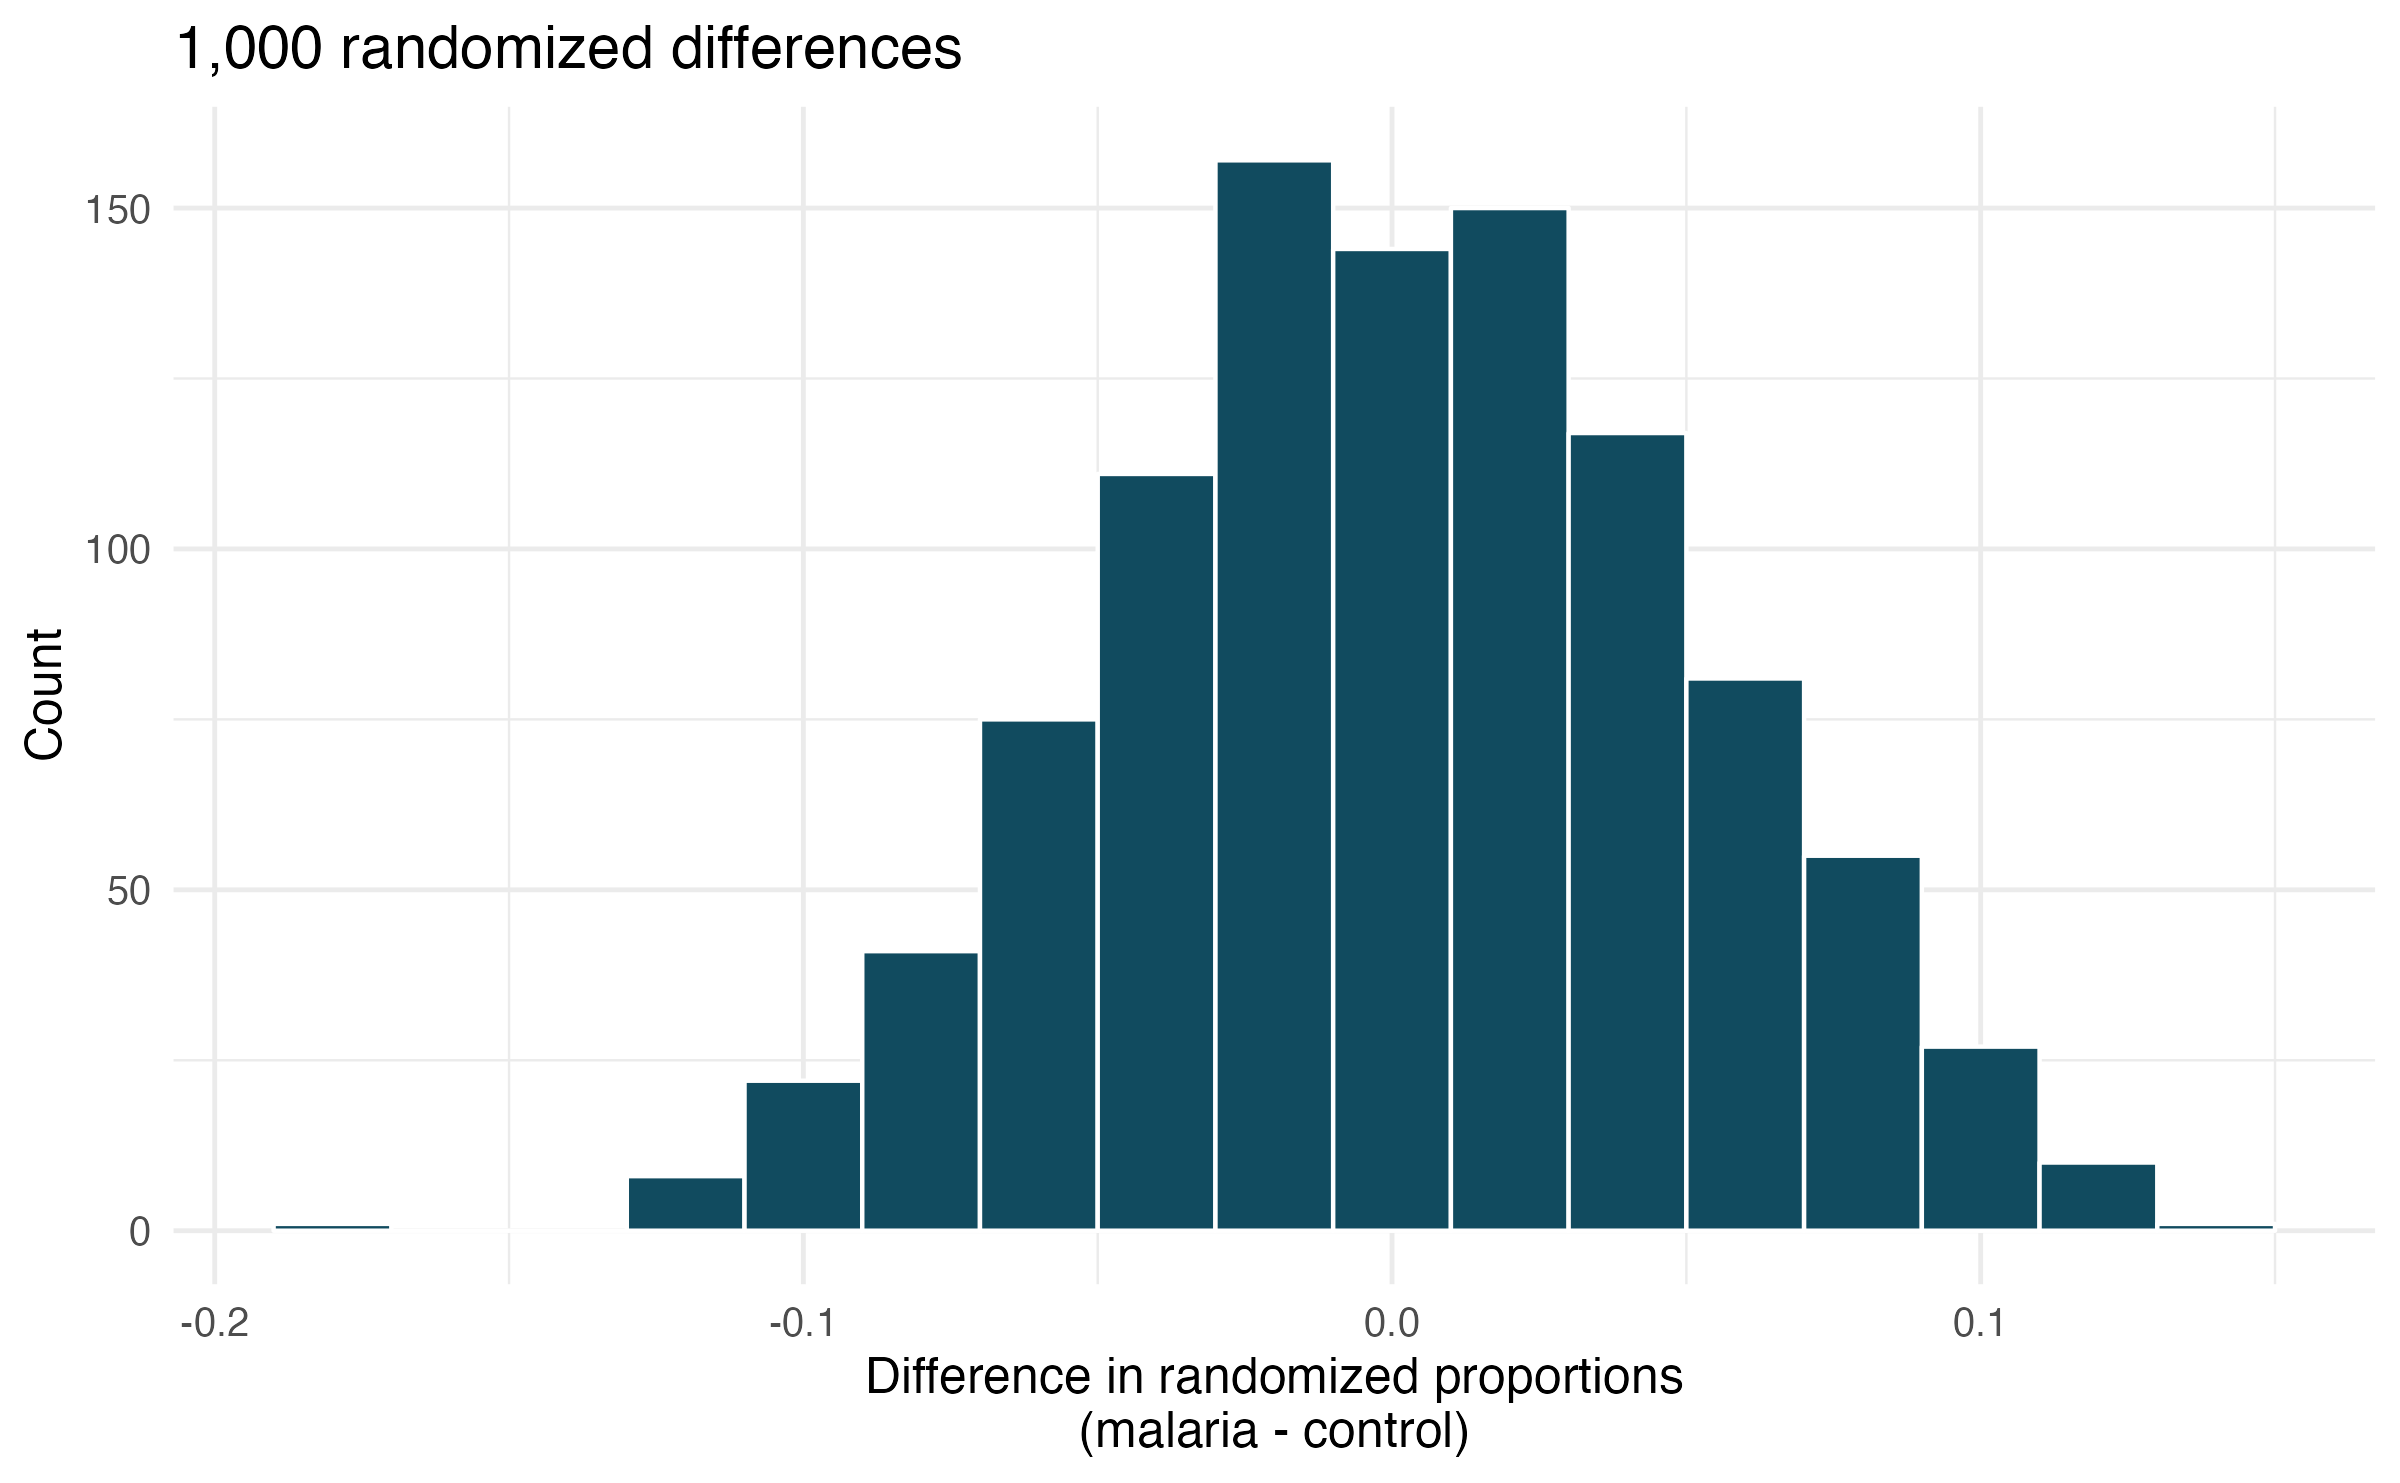 1,000 randomized differences
150
100
50
0
Count
-0.2
-0.1
0.0
0.1
Difference in randomized proportions
(malaria - control)